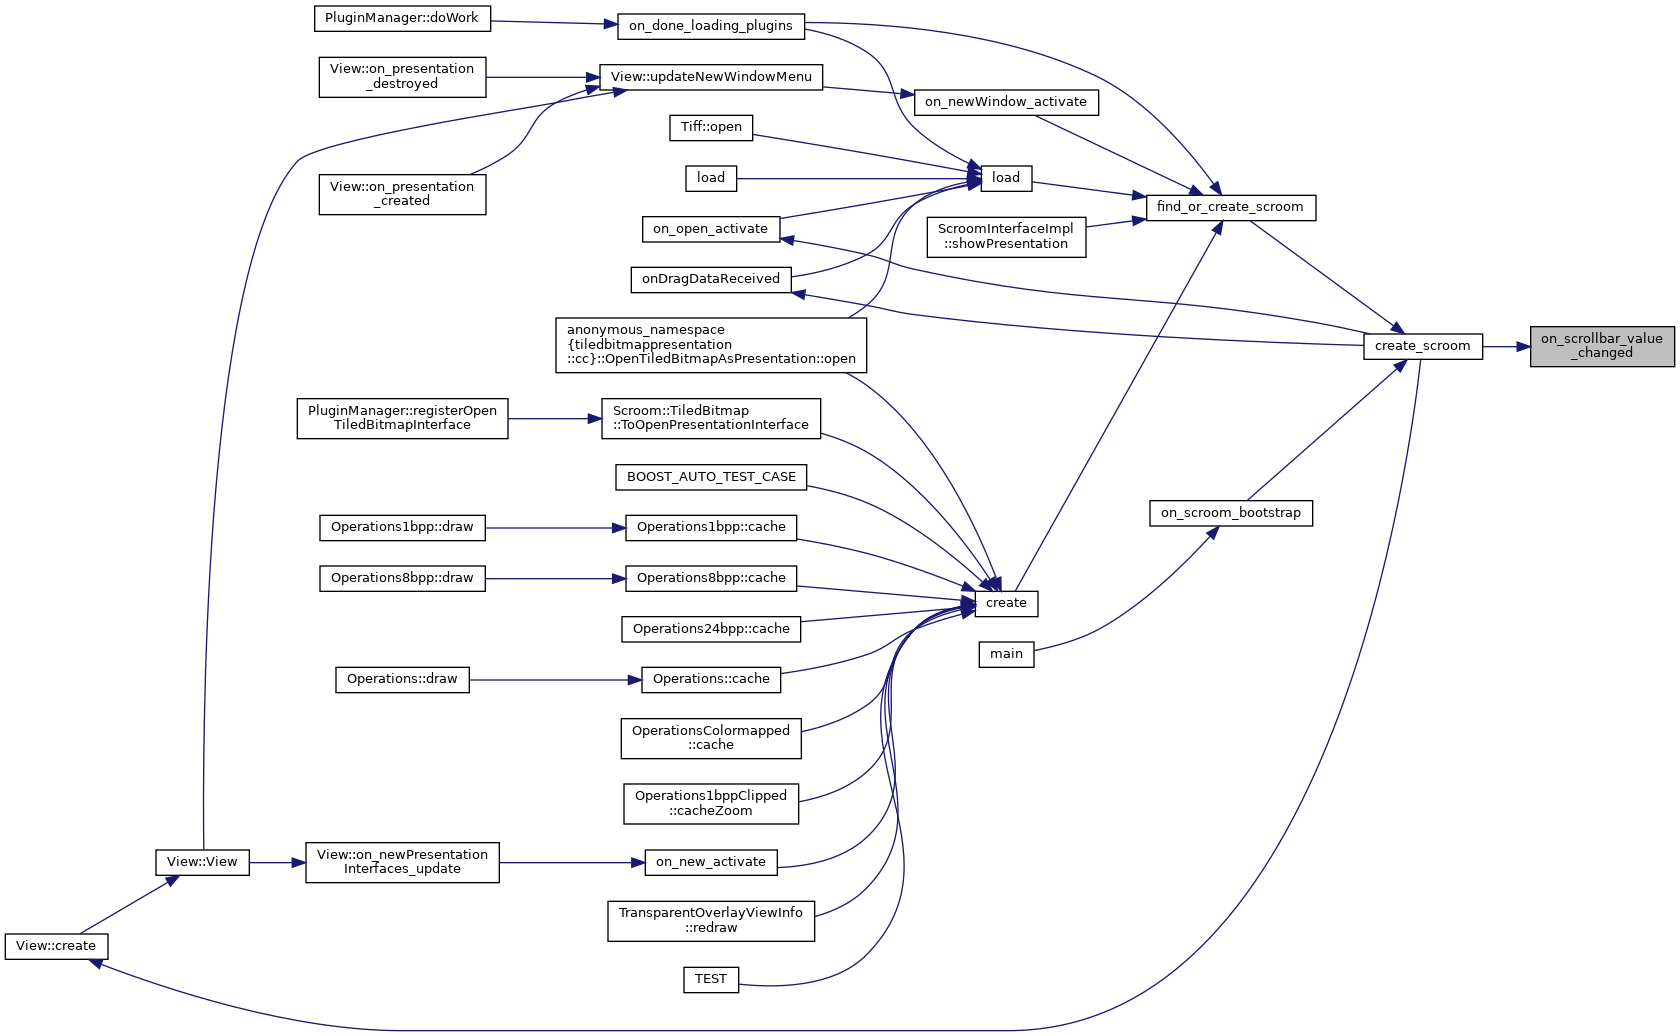 PluginManager::doWork
on_done_loading_plugins
View::on_presentation
_destroyed
View::updateNewWindowMenu
on_newWindow_activate
Tiff::open
load
load
View::on_presentation
_created
find_or_create_scroom
on_open_activate
ScroomInterfaceImpl
::showPresentation
onDragDataReceived
anonymous_namespace
{tiledbitmappresentation
::cc}::OpenTiledBitmapAsPresentation::open
create_scroom
on_scrollbar_value
_changed
PluginManager::registerOpen
TiledBitmapInterface
Scroom::TiledBitmap
::ToOpenPresentationInterface
BOOST_AUTO_TEST_CASE
on_scroom_bootstrap
Operations1bpp::draw
Operations1bpp::cache
Operations8bpp::draw
Operations8bpp::cache
create
Operations24bpp::cache
main
Operations::draw
Operations::cache
OperationsColormapped
::cache
Operations1bppClipped
::cacheZoom
View::View
View::on_newPresentation
Interfaces_update
on_new_activate
TransparentOverlayViewInfo
::redraw
View::create
TEST